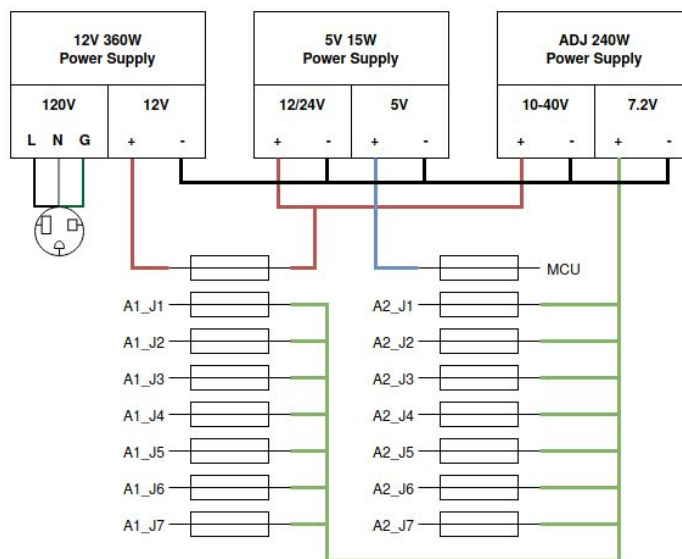 12V 360W
Power Supply
5V 15W
Power Supply
ADJ 240W
Power Supply
120V
12V
12/24V
5V
10-40V
7.2V
L N G
+ -
+ -
+ -
+ -
+ -
MCU
A1_J1
A2_J1
A1_J2
A2_J2
A1_J3
A2_J3
A1_J4
A2_J4
A1_J5
A2_J5
A1_J6
A2_J6
A1_J7
A2_J7